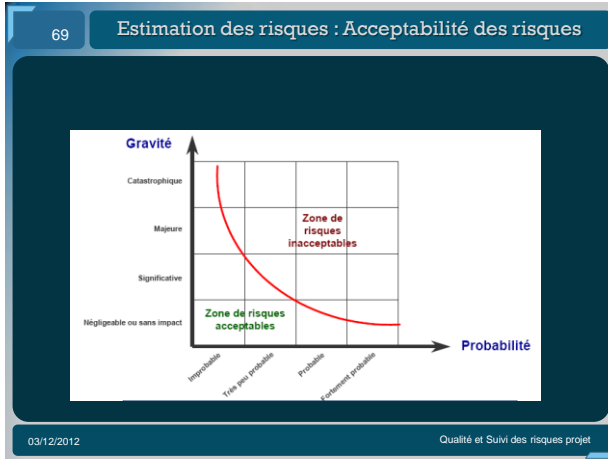 69
Estimation des risques : Acceptabilité des risques
Gravité
Catastrophique
Majeure
Significative
Négligeable ou sans impact
Zone de
risques
inacceptables
Zone de risques
acceptables
Probabilité
Improbable
Très peu probable
Probable
Fortement probable
03/12/2012
Qualité et Suivi des risques projet